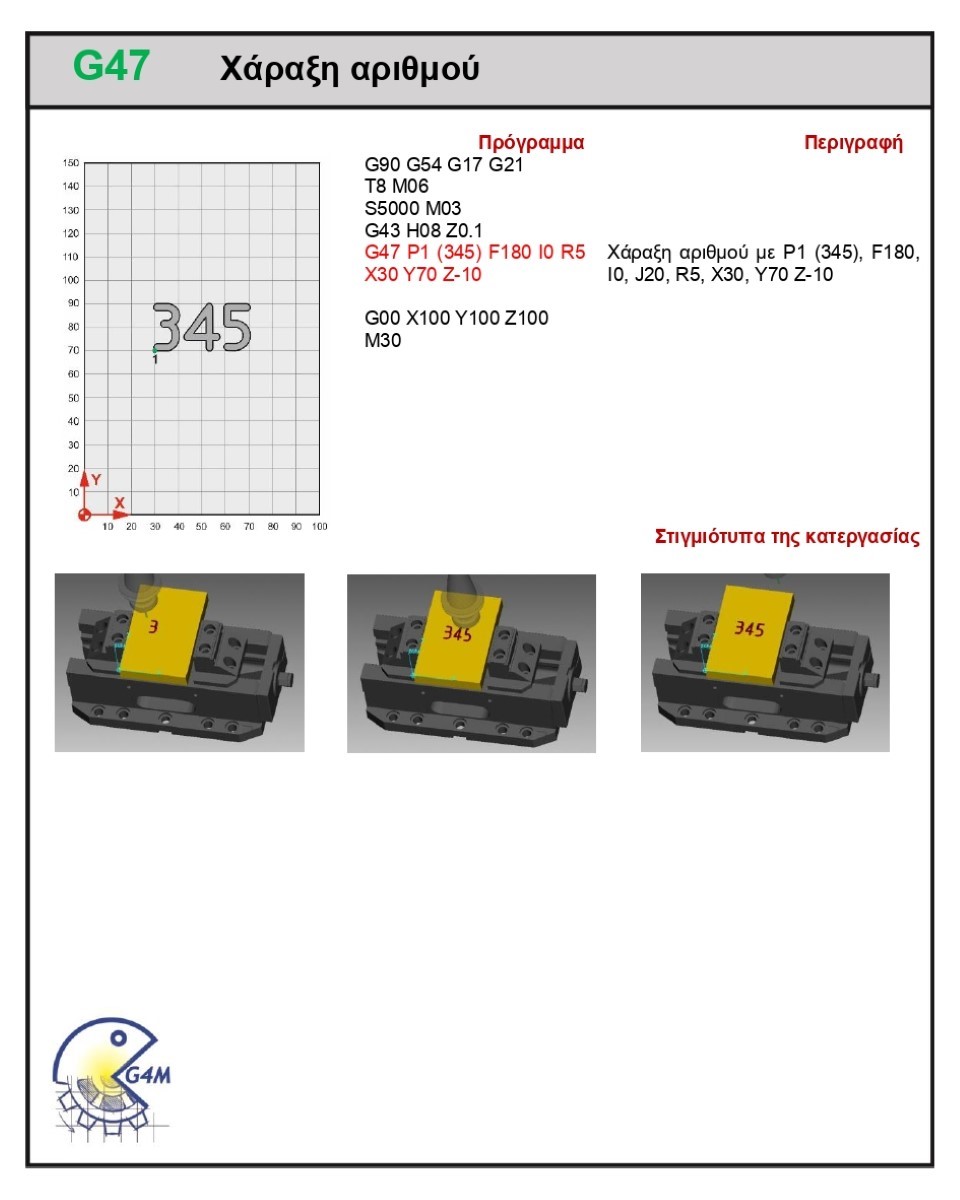 G47 Χάραξη αριθμού
Πρόγραμμα Περιγραφή
G90 G54 G17 G21
T8 M06
S5000 M03
G43 H08 Z0.1
G47 P1 (345) F180 I0 R5
X30 Y70 Z-10
Χάραξη αριθμού με P1 (345), F180,
I0, J20, R5, X30, Y70 Z-10
G00 X100 Y100 Z100
M30
150
140
130
120
110
100
90
80
70
60
50
40
30
20
10
345
1
Y
X
10 20 30 40 50 60 70 80 90 100
Στιγμιότυπα της κατεργασίας
3
345
345
G4M